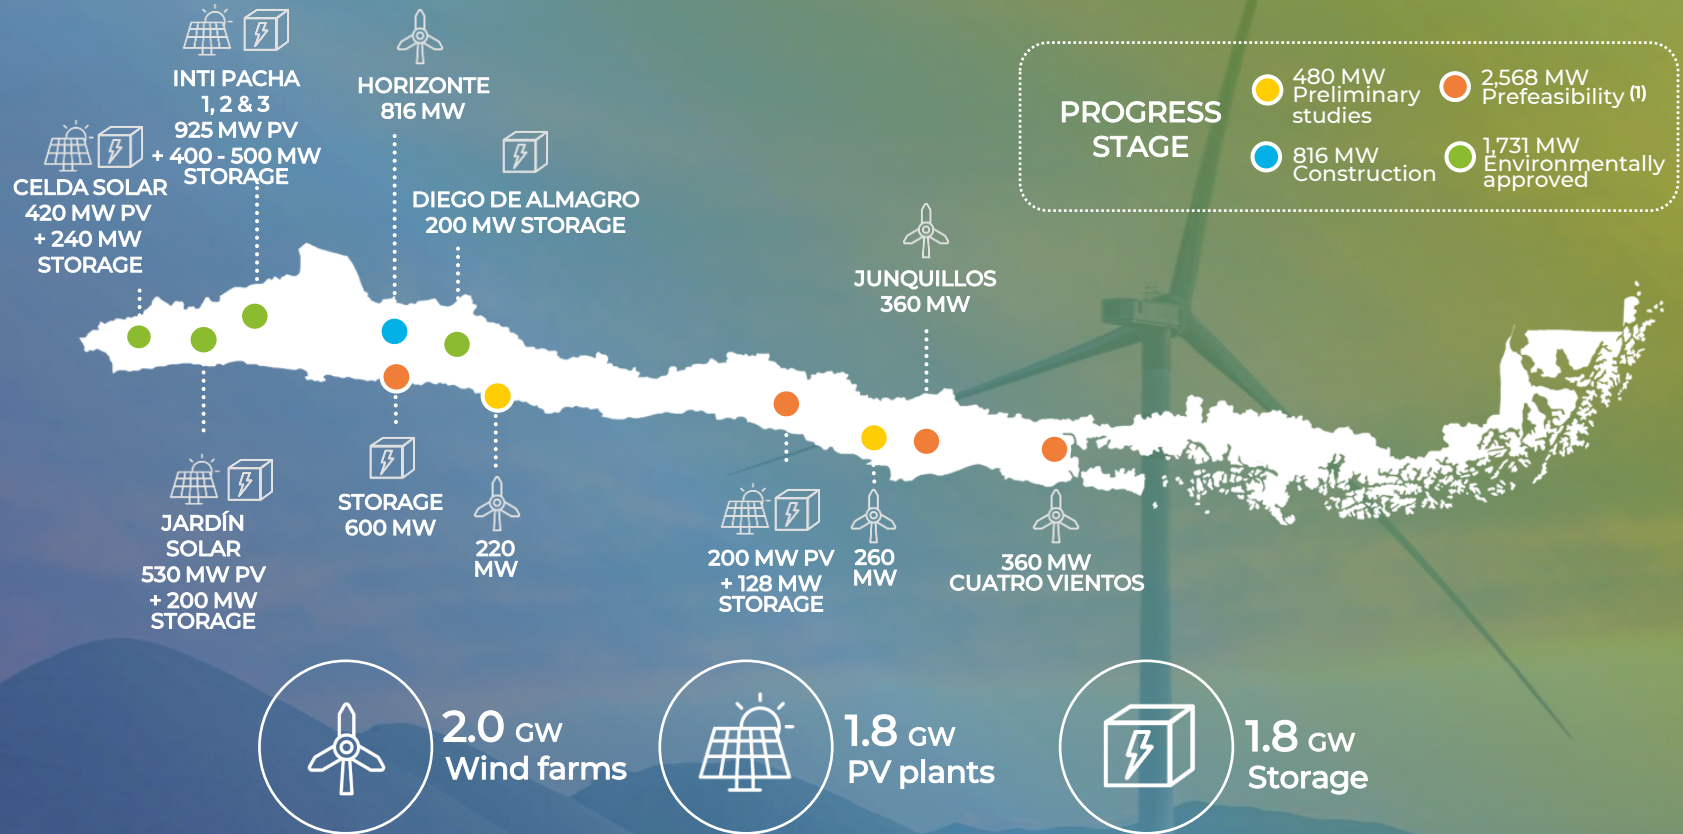 INTI PACHA
1, 2 & 3
925 MW PV
+ 400 - 500 MW
STORAGE
HORIZONTE
816 MW
CELDA SOLAR
420 MW PV
+ 240 MW
STORAGE
DIEGO DE ALMAGRO
200 MW STORAGE
JUNQUILLOS
360 MW
PROGRESS
STAGE
480 MW
Preliminary
studies
2,568 MW
Prefeasibility (1)
816 MW
Construction
1,731 MW
Environmentally
approved
JARDÍN
SOLAR
530 MW PV
+ 200 MW
STORAGE
STORAGE
600 MW
220
MW
200 MW PV
+ 128 MW
STORAGE
260
MW
360 MW
CUATRO VIENTOS
2.0 GW
Wind farms
1.8 GW
PV plants
1.8 GW
Storage